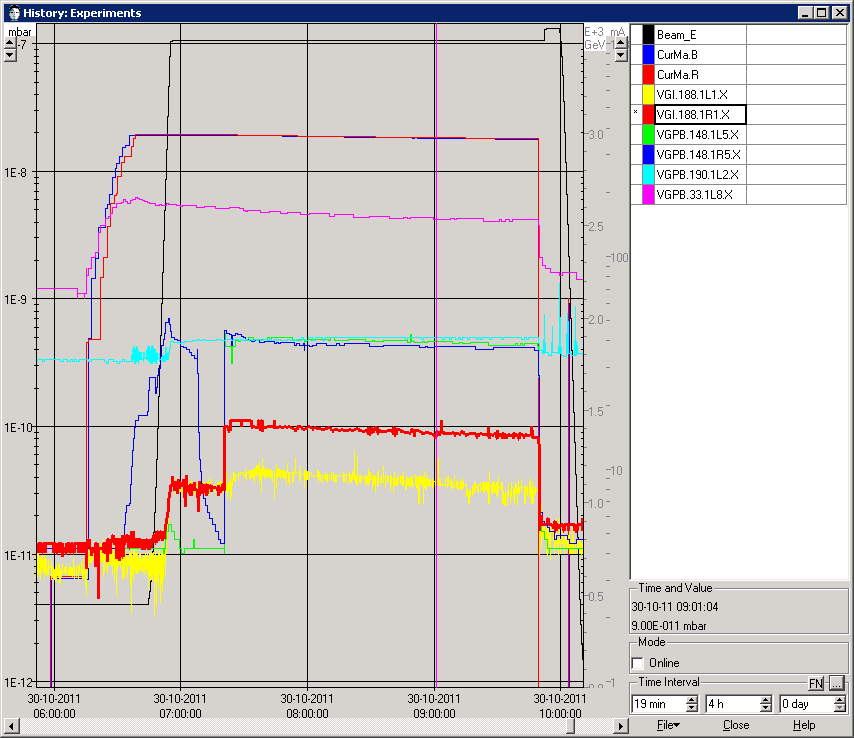 History: Experiments
mbar
E+3 mA
GeV
-7
1E-8
1E-9
1E-10
1E-11
1E-12
3.0
2.5
2.0
1.5
1.0
0.5
100
10
1
30-10-2011
06:00:00
30-10-2011
07:00:00
30-10-2011
08:00:00
30-10-2011
09:00:00
30-10-2011
10:00:00
Beam_E
CurMa.B
CurMa.R
VGI.188.1L1.X
* VGI.188.1R1.X
VGPB.148.1L5.X
VGPB.148.1R5.X
VGPB.190.1L2.X
VGPB.33.1L8.X
Time and Value
30-10-11 09:01:04
9.00E-011 mbar
Mode
Online
Time Interval
FN ...
19 min 4 h 0 day
File Close Help